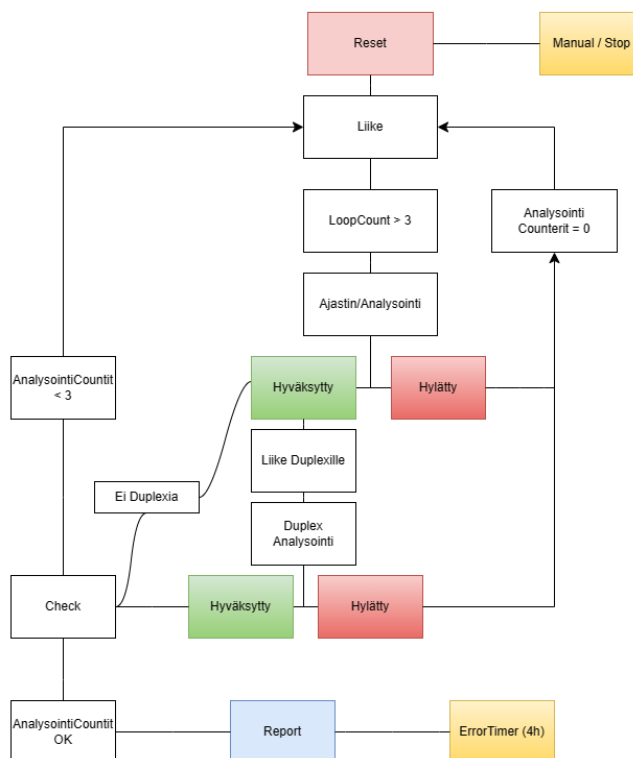 Reset
Manual / Stop
Liike
LoopCount > 3
Analysointi
Counterit = 0
Ajastin/Analysointi
AnalysointiCountit
< 3
Hyväksytty
Hylätty
Liike Duplexille
Ei Duplexia
Duplex
Analysointi
Check
Hyväksytty
Hylätty
AnalysointiCountit
OK
Report
ErrorTimer (4h)